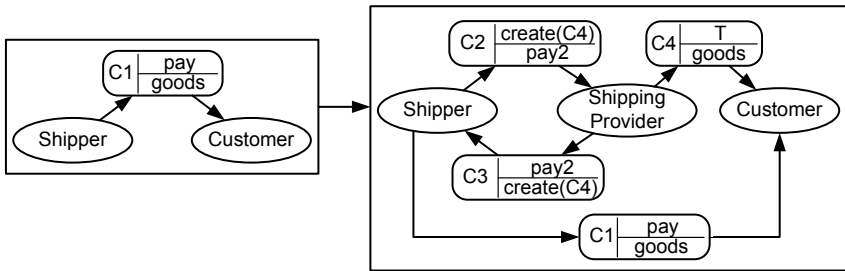 C1 pay
goods
Shipper
Customer
C2 create(C4)
pay2
C4 T
goods
Shipper
Shipping
Provider
Customer
C3 pay2
create(C4)
C1 pay
goods